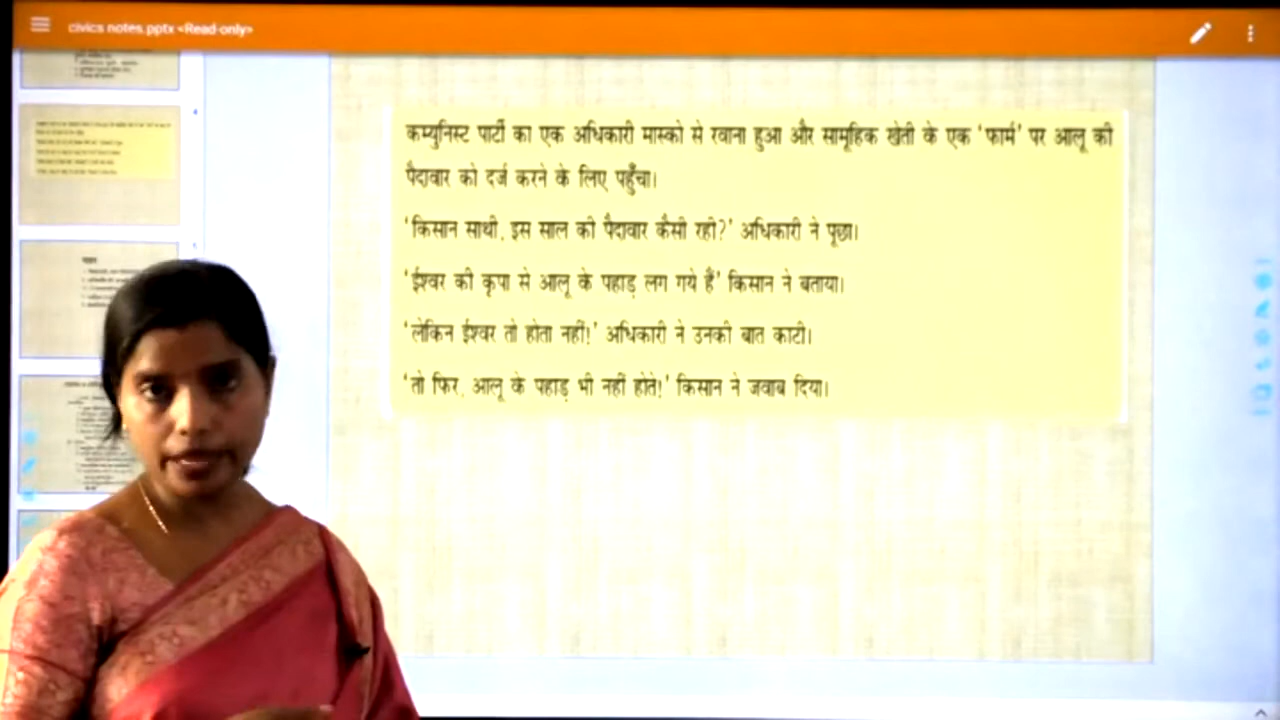 civics notes.pptx <Read-only>
कम्युनिस्ट पार्टी का एक अधिकारी मास्को से रवाना हुआ और सामूहिक खेती के एक 'फार्म' पर आलू की
पैदावार को दर्ज करने के लिए पहुँचा।
'किसान साथी, इस साल की पैदावार कैसी रही?' अधिकारी ने पूछा।
'ईश्वर की कृपा से आलू के पहाड़ लग गये हैं' किसान ने बताया।
'लेकिन ईश्वर तो होता नहीं!' अधिकारी ने उनकी बात काटी।
'तो फिर, आलू के पहाड़ भी नहीं होते!' किसान ने जवाब दिया।